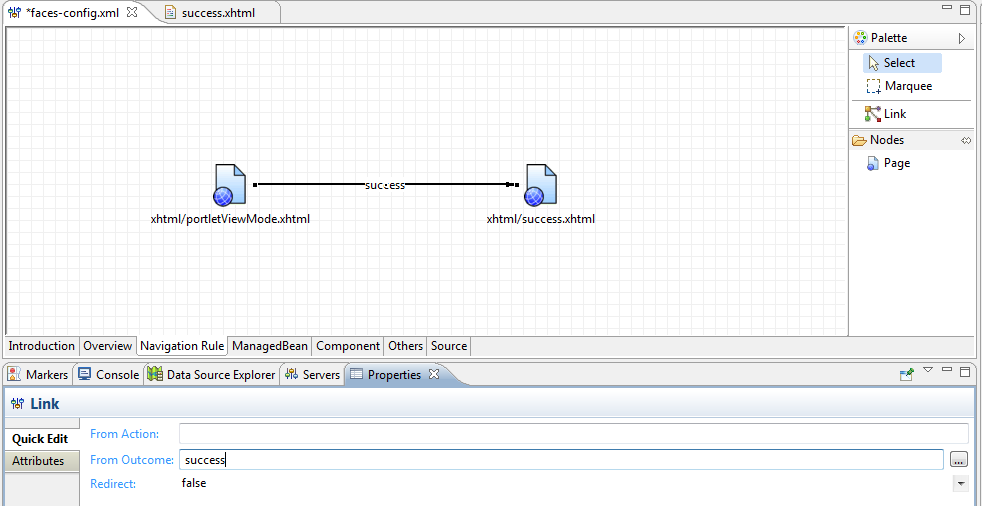 *faces-config.xml success.xhtml
Palette
Select
Marquee
Link
Nodes
Page
success
xhtml/portletViewMode.xhtml xhtml/success.xhtml
Introduction Overview Navigation Rule ManagedBean Component Others Source
Markers Console Data Source Explorer Servers Properties
Link
Quick Edit
Attributes
From Action:
From Outcome: success ...
Redirect: false